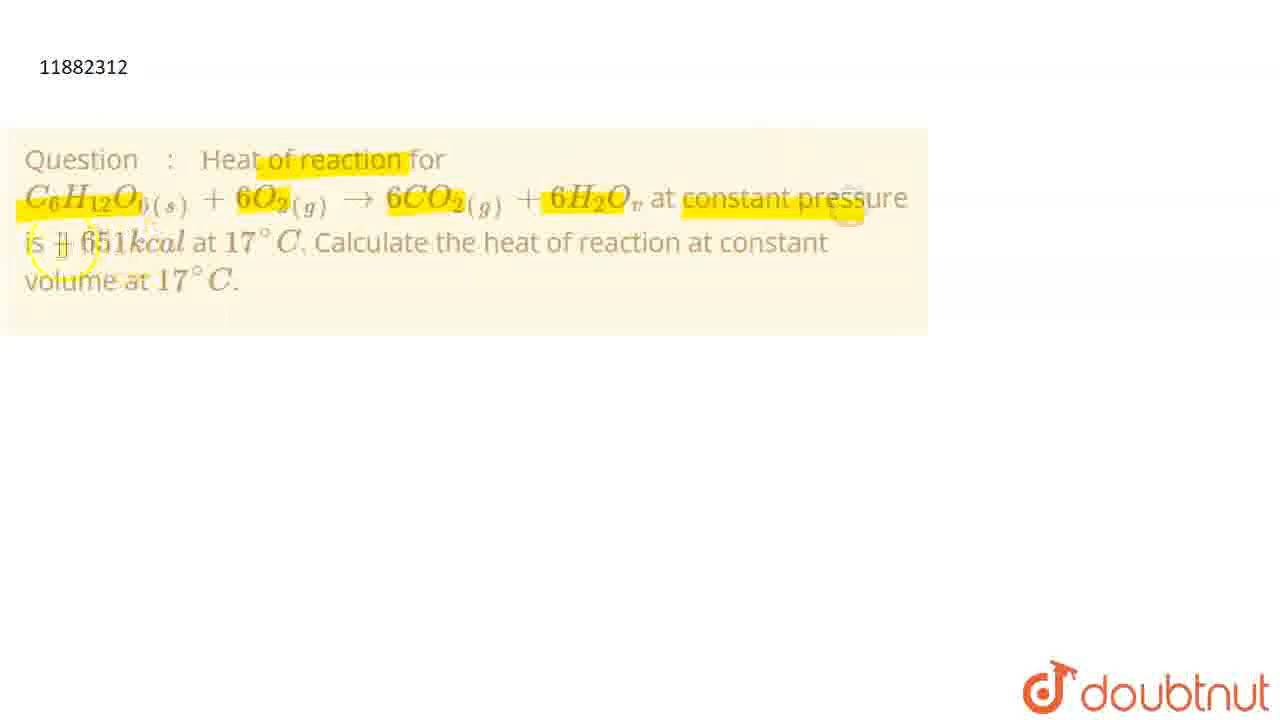 11882312
Question : Heat of reaction for
C₆H₁₂O₆(s) + 6O₂(g) → 6CO₂(g) + 6H₂Oᵥ at constant pressure
is 651kcal at 17°C. Calculate the heat of reaction at constant
volume at 17°C.
doubtnut